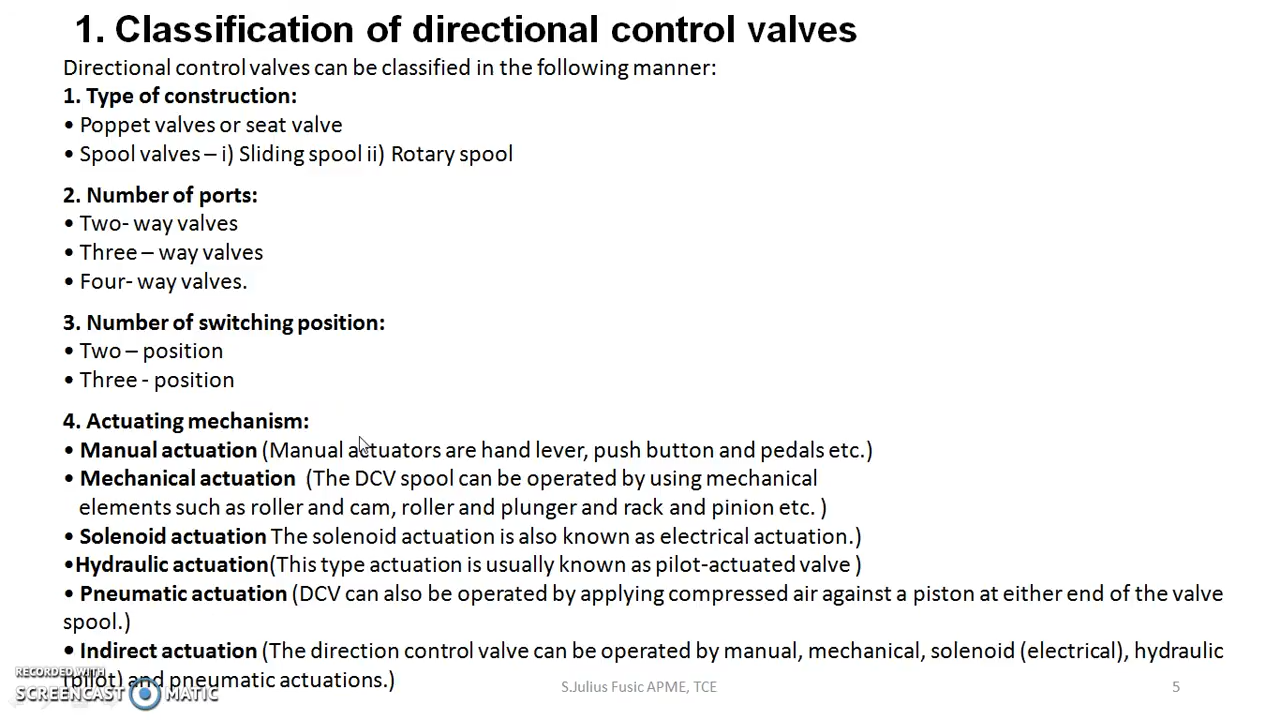 1. Classification of directional control valves
Directional control valves can be classified in the following manner:
1. Type of construction:
• Poppet valves or seat valve
• Spool valves – i) Sliding spool ii) Rotary spool
2. Number of ports:
• Two- way valves
• Three – way valves
• Four- way valves.
3. Number of switching position:
• Two – position
• Three - position
4. Actuating mechanism:
• Manual actuation (Manual actuators are hand lever, push button and pedals etc.)
• Mechanical actuation (The DCV spool can be operated by using mechanical
elements such as roller and cam, roller and plunger and rack and pinion etc. )
• Solenoid actuation The solenoid actuation is also known as electrical actuation.)
•Hydraulic actuation(This type actuation is usually known as pilot-actuated valve )
• Pneumatic actuation (DCV can also be operated by applying compressed air against a piston at either end of the valve
spool.)
• Indirect actuation (The direction control valve can be operated by manual, mechanical, solenoid (electrical), hydraulic
(pilot) and pneumatic actuations.)
RECORDED WITH
SCREENCAST MATIC
S.Julius Fusic APME, TCE
5